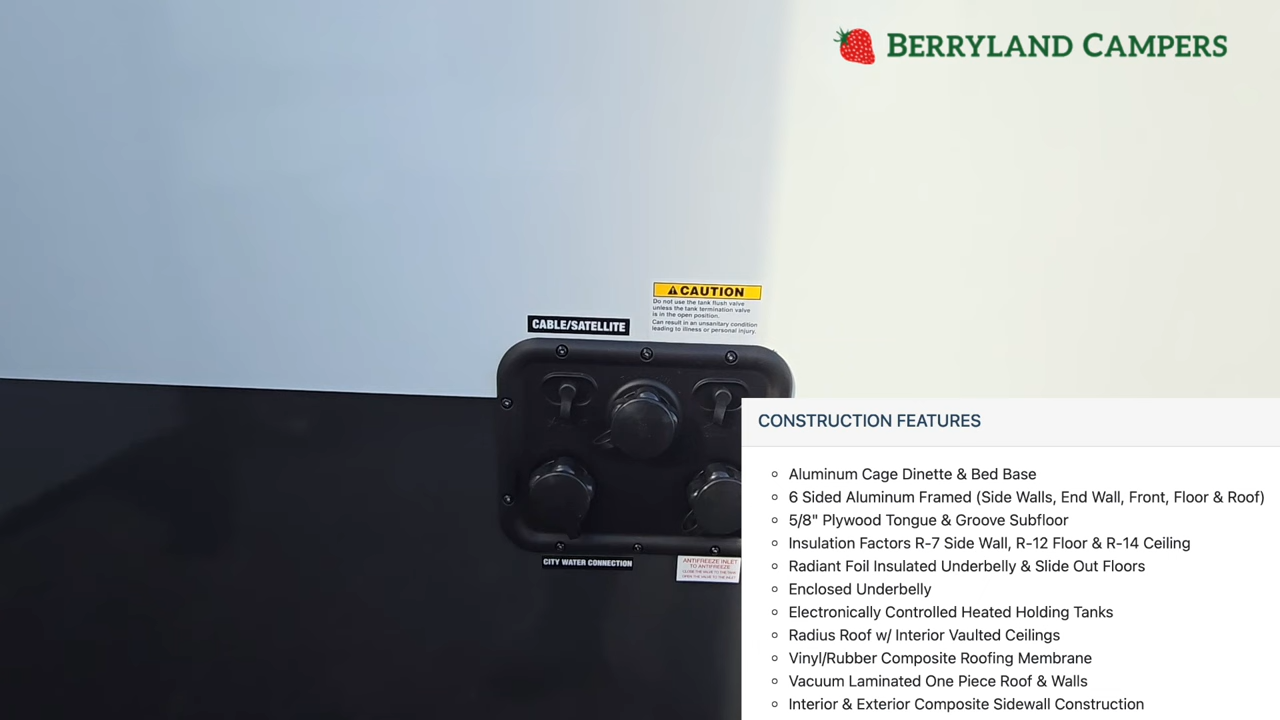 BERRYLAND CAMPERS
CAUTION
Do not use the tank flush valve
unless the tank termination valve
is in the open position.
Can result in an unsanitary condition
leading to illness or personal injury.
CABLE/SATELLITE
CITY WATER CONNECTION
ANTIFREEZE INLET
TO ANTIFREEZE
CONSTRUCTION FEATURES
Aluminum Cage Dinette & Bed Base
6 Sided Aluminum Framed (Side Walls, End Wall, Front, Floor & Roof)
5/8" Plywood Tongue & Groove Subfloor
Insulation Factors R-7 Side Wall, R-12 Floor & R-14 Ceiling
Radiant Foil Insulated Underbelly & Slide Out Floors
Enclosed Underbelly
Electronically Controlled Heated Holding Tanks
Radius Roof w/ Interior Vaulted Ceilings
Vinyl/Rubber Composite Roofing Membrane
Vacuum Laminated One Piece Roof & Walls
Interior & Exterior Composite Sidewall Construction